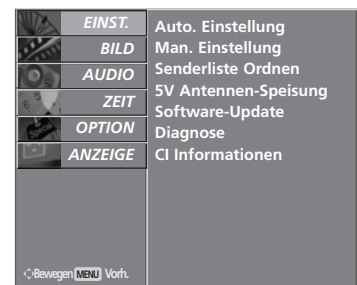 EINST.
BILD
AUDIO
ZEIT
OPTION
ANZEIGE
Auto. Einstellung
Man. Einstellung
Senderliste Ordnen
5V Antennen-Speisung
Software-Update
Diagnose
CI Informationen
Bewegen MENU Vorh.